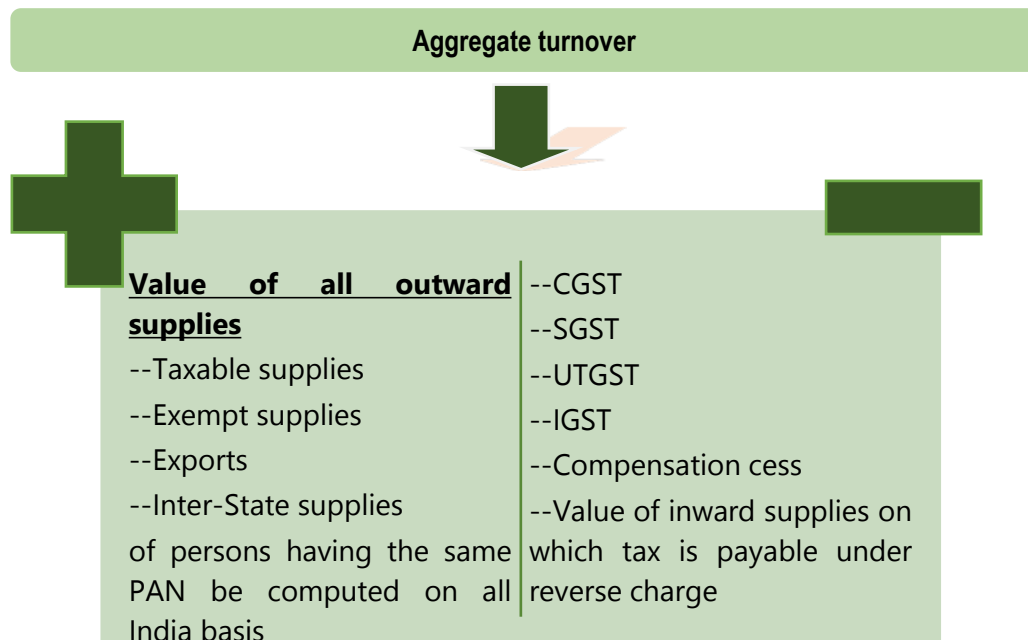 Aggregate turnover
Value of all outward
supplies
--Taxable supplies
--Exempt supplies
--Exports
--Inter-State supplies
of persons having the same
PAN be computed on all
India basis
--CGST
--SGST
--UTGST
--IGST
--Compensation cess
--Value of inward supplies on
which tax is payable under
reverse charge